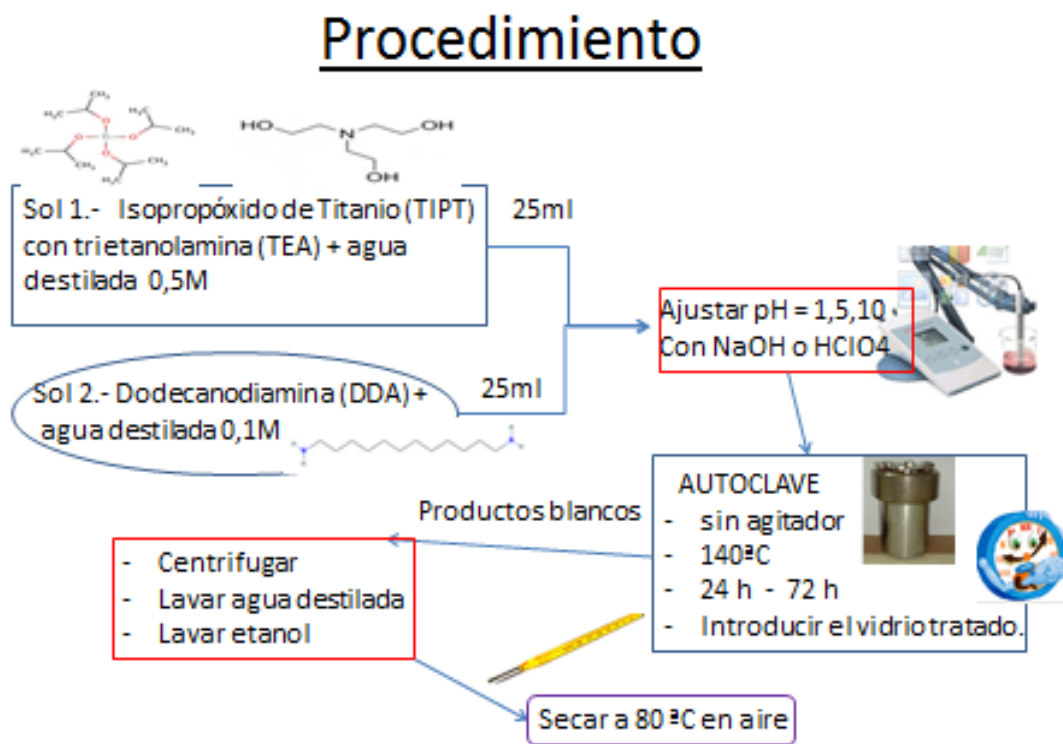 Procedimiento
HO
N
OH
OH
Sol 1.- Isopropóxido de Titanio (TIPT)
con trietanolamina (TEA) + agua
destilada 0,5M
25ml
Sol 2.- Dodecanodiamina (DDA) +
agua destilada 0,1M
25ml
Ajustar pH = 1,5,10
Con NaOH o HClO4
AUTOCLAVE
- sin agitador
- 140ªC
- 24 h - 72 h
- Introducir el vidrio tratado.
Productos blancos
- Centrifugar
- Lavar agua destilada
- Lavar etanol
Secar a 80 ªC en aire